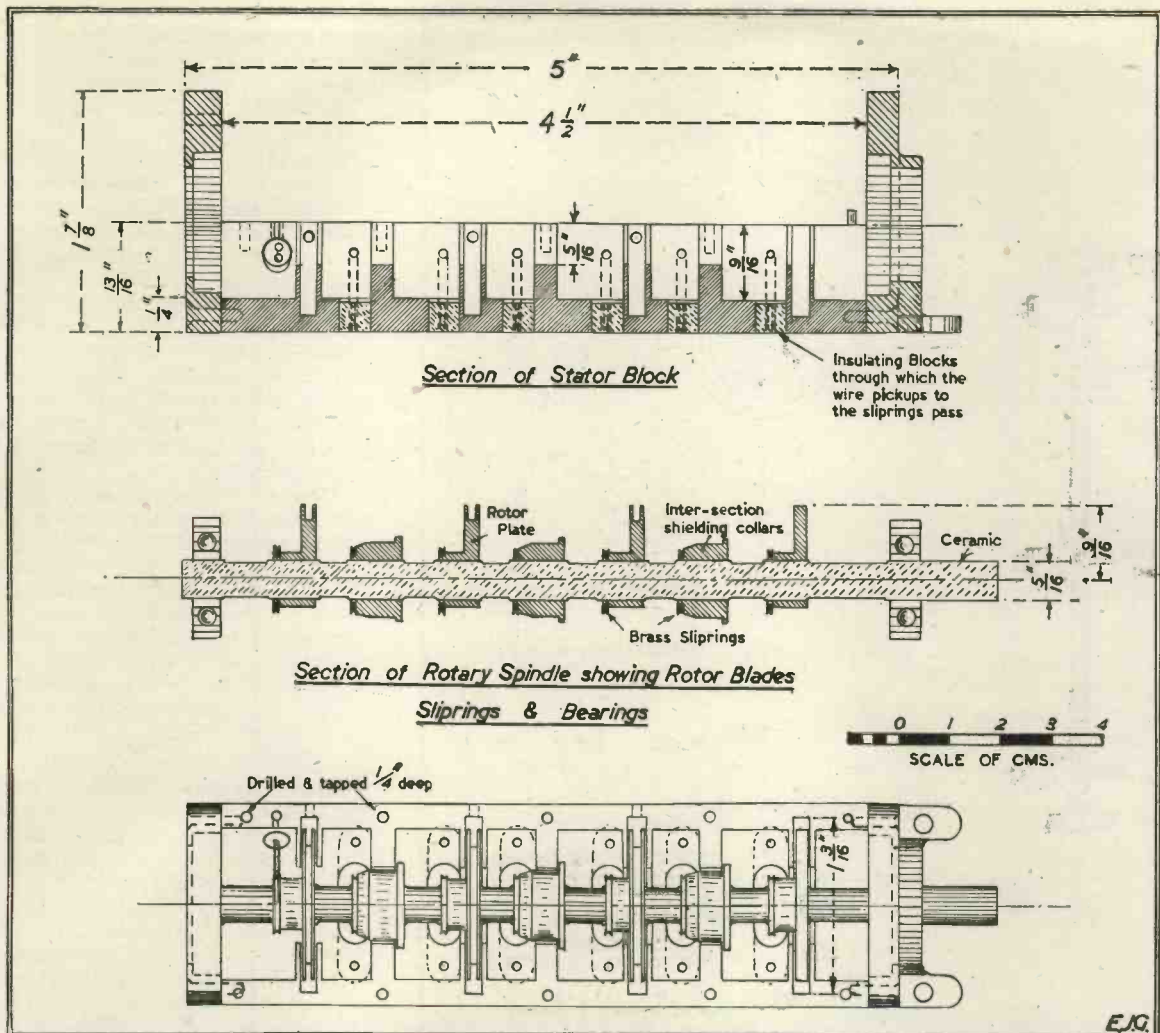 5"
4 1/2"
1 7/8"
13/16"
1/4"
5/16"
9/16"
Section of Stator Block
Insulating Blocks
through which the
wire pickups to
the sliprings pass
Rotor
Plate
Inter-section
shielding collars
Ceramic
9/16"
5/16"
Brass Sliprings
Section of Rotary Spindle showing Rotor Blades
Sliprings & Bearings
0 1 2 3 4
SCALE OF CMS.
Drilled & tapped 1/4" deep
1 3/16"
E.J.G.